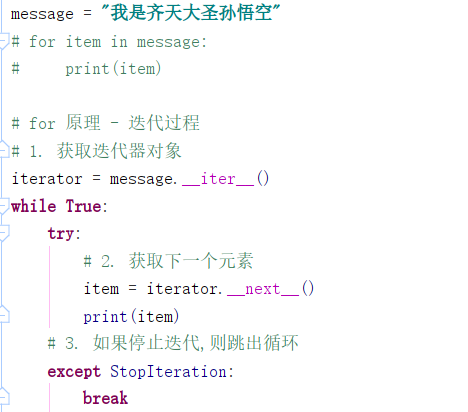 message = "我是齐天大圣孙悟空"
# for item in message:
#     print(item)
# for 原理 - 迭代过程
# 1. 获取迭代器对象
iterator = message.__iter__()
while True:
    try:
        # 2. 获取下一个元素
        item = iterator.__next__()
        print(item)
    # 3. 如果停止迭代,则跳出循环
    except StopIteration:
        break